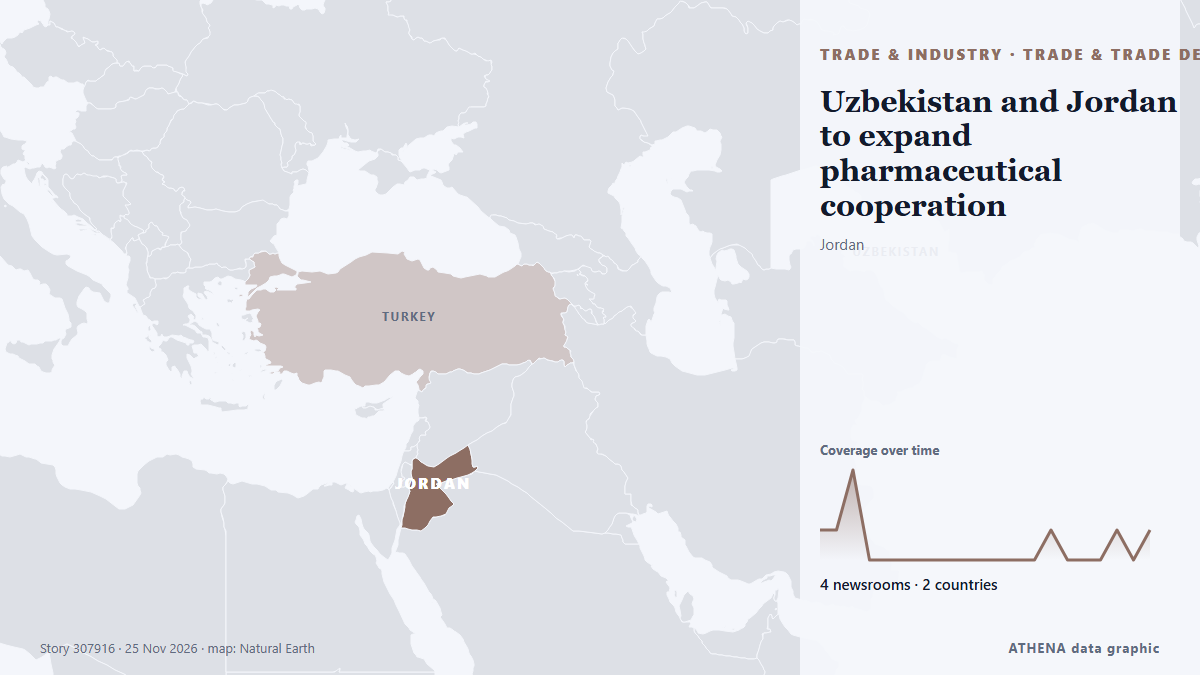 TRADE & INDUSTRY · TRADE & TRADE DE
Uzbekistan and Jordan
to expand
pharmaceutical
cooperation
Jordan
UZBEKISTAN
TURKEY
JORDAN
Coverage over time
4 newsrooms · 2 countries
Story 307916 · 25 Nov 2026 · map: Natural Earth
ATHENA data graphic